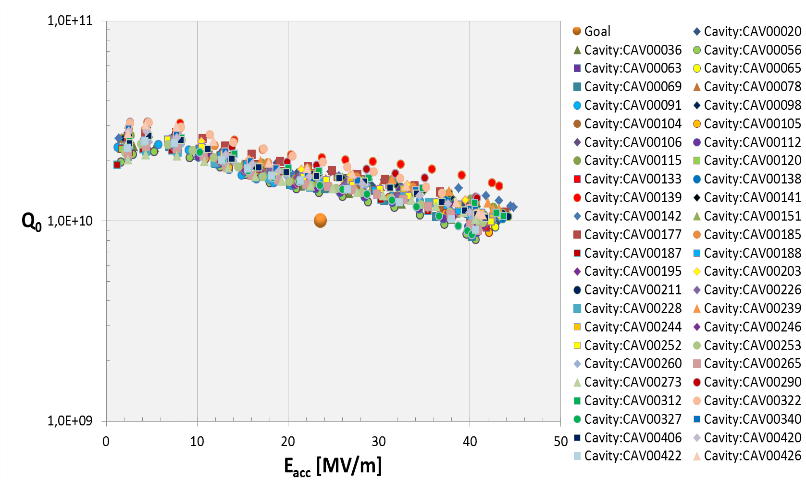 1,0E+11
1,0E+10
1,0E+09
Q0
0
10
20
30
40
50
Eacc [MV/m]
Goal
Cavity:CAV00020
Cavity:CAV00036
Cavity:CAV00056
Cavity:CAV00063
Cavity:CAV00065
Cavity:CAV00069
Cavity:CAV00078
Cavity:CAV00091
Cavity:CAV00098
Cavity:CAV00104
Cavity:CAV00105
Cavity:CAV00106
Cavity:CAV00112
Cavity:CAV00115
Cavity:CAV00120
Cavity:CAV00133
Cavity:CAV00138
Cavity:CAV00139
Cavity:CAV00141
Cavity:CAV00142
Cavity:CAV00151
Cavity:CAV00177
Cavity:CAV00185
Cavity:CAV00187
Cavity:CAV00188
Cavity:CAV00195
Cavity:CAV00203
Cavity:CAV00211
Cavity:CAV00226
Cavity:CAV00228
Cavity:CAV00239
Cavity:CAV00244
Cavity:CAV00246
Cavity:CAV00252
Cavity:CAV00253
Cavity:CAV00260
Cavity:CAV00265
Cavity:CAV00273
Cavity:CAV00290
Cavity:CAV00312
Cavity:CAV00322
Cavity:CAV00327
Cavity:CAV00340
Cavity:CAV00406
Cavity:CAV00420
Cavity:CAV00422
Cavity:CAV00426